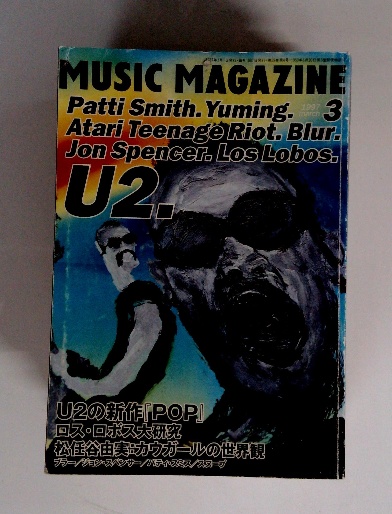 MUSIC MAGAZINE
Patti Smith. Yuming. 1997 march 3
Atari Teenage Riot. Blur.
Jon Spencer. Los Lobos.
U2.
U2の新作『POP』
ロス・ロボス大研究
松任谷由実 カウガールの世界観
ブラー／ジョン・スペンサー／パティ・スミス／スヌープ